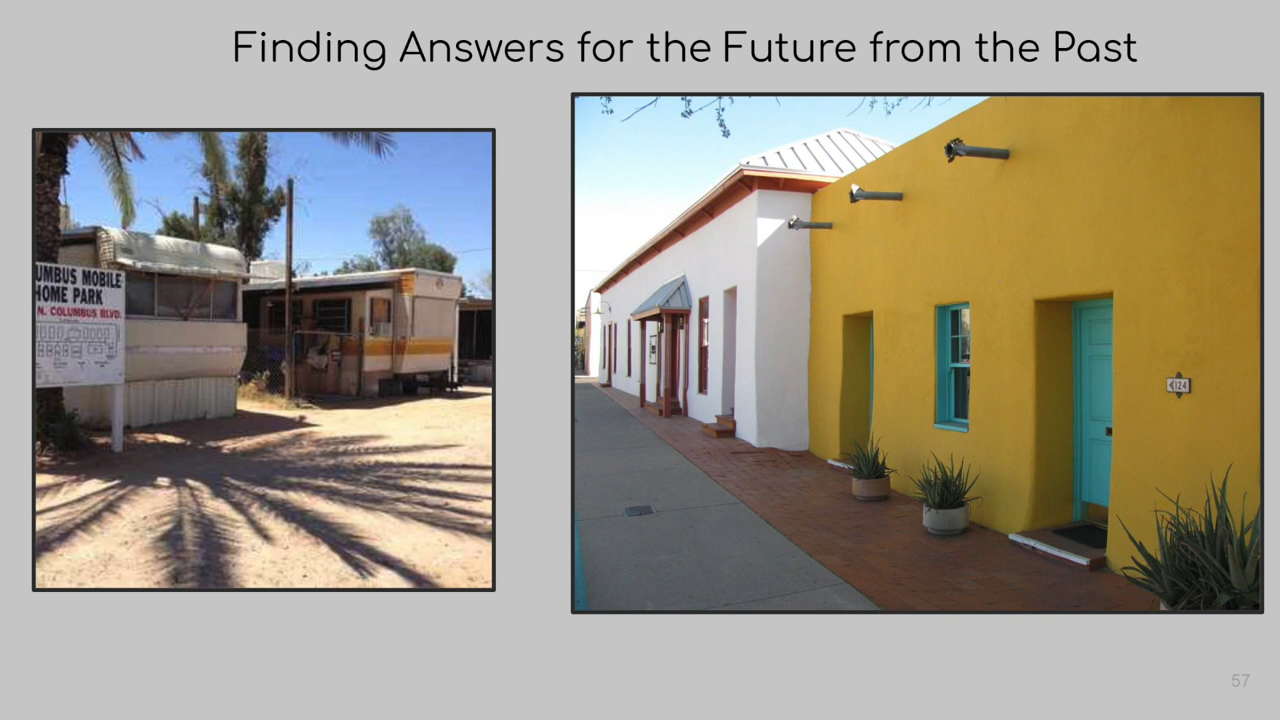 Finding Answers for the Future from the Past
UMBUS MOBILE
HOME PARK
N. COLUMBUS BLVD.
124
57